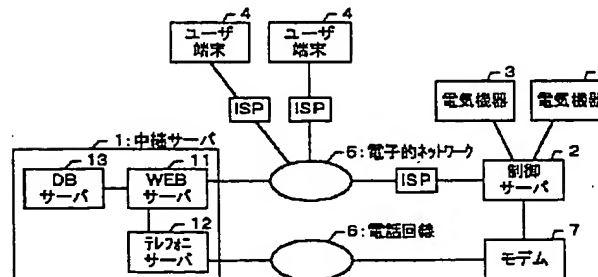 4
4
ユーザ
端末
ユーザ
端末
ISP
ISP
3
電気機器
電気機器
1:中継サーバ
13
DB
サーバ
11
WEB
サーバ
5:電子的ネットワーク
ISP
2
制御
サーバ
12
テレフォニ
サーバ
6:電話回線
7
モデム